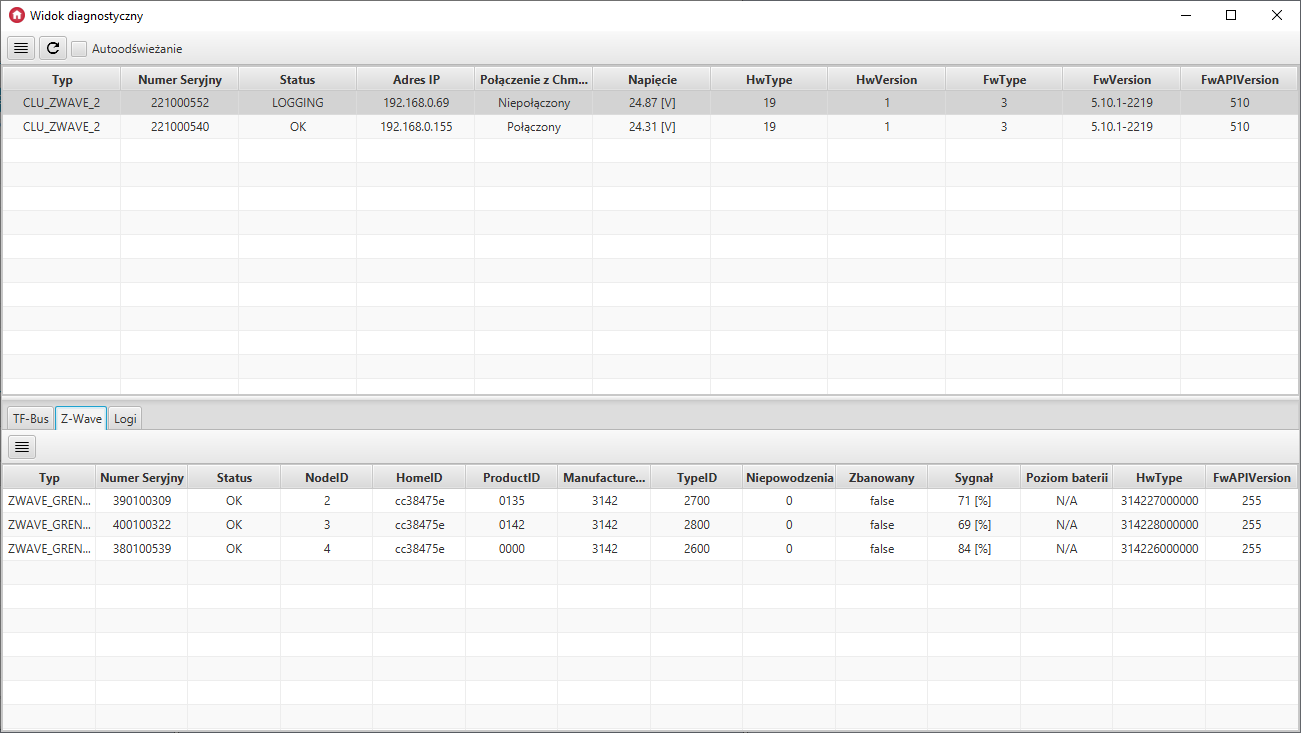 Widok diagnostyczny
Autoodświeżanie
Typ Numer Seryjny Status Adres IP Połączenie z Chm... Napięcie HwType HwVersion FwType FwVersion FwAPIVersion
CLU_ZWAVE_2 221000552 LOGGING 192.168.0.69 Niepołączony 24.87 [V] 19 1 3 5.10.1-2219 510
CLU_ZWAVE_2 221000540 OK 192.168.0.155 Połączony 24.31 [V] 19 1 3 5.10.1-2219 510
TF-Bus Z-Wave Logi
Typ Numer Seryjny Status NodeID HomeID ProductID Manufacture... TypeID Niepowodzenia Zbanowany Sygnał Poziom baterii HwType FwAPIVersion
ZWAVE_GREN... 390100309 OK 2 cc38475e 0135 3142 2700 0 false 71 [%] N/A 314227000000 255
ZWAVE_GREN... 400100322 OK 3 cc38475e 0142 3142 2800 0 false 69 [%] N/A 314228000000 255
ZWAVE_GREN... 380100539 OK 4 cc38475e 0000 3142 2600 0 false 84 [%] N/A 314226000000 255